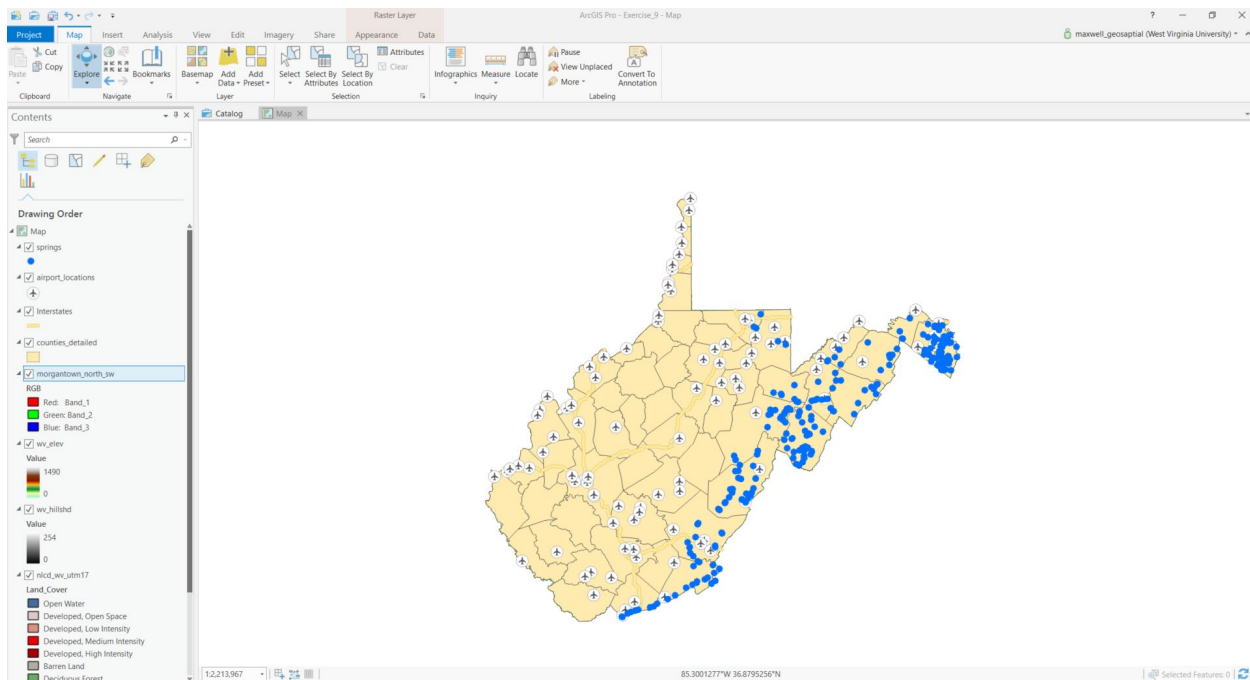 Raster Layer
ArcGIS Pro - Exercise_9 - Map
?
Project Map Insert Analysis View Edit Imagery Share Appearance Data
maxwell_geosaptial (West Virginia University)
Paste
Cut
Copy
Clipboard
Explore
Bookmarks
Navigate
Basemap
Add Data
Add Preset
Layer
Select
Select By Attributes
Select By Location
Attributes
Clear
Selection
Infographics
Measure
Locate
Inquiry
Pause
View Unplaced
More
Convert To Annotation
Labeling
Contents
Catalog
Map
Search
Drawing Order
Map
springs
airport_locations
Interstates
counties_detailed
morgantown_north_sw
RGB
Red: Band_1
Green: Band_2
Blue: Band_3
wv_elev
Value
1490
0
wv_hillshd
Value
254
0
nlcd_wv_utm17
Land_Cover
Open Water
Developed, Open Space
Developed, Low Intensity
Developed, Medium Intensity
Developed, High Intensity
Barren Land
Deciduous Forest
1:2,213,967
85.3001277°W 36.8795256°N
Selected Features: 0